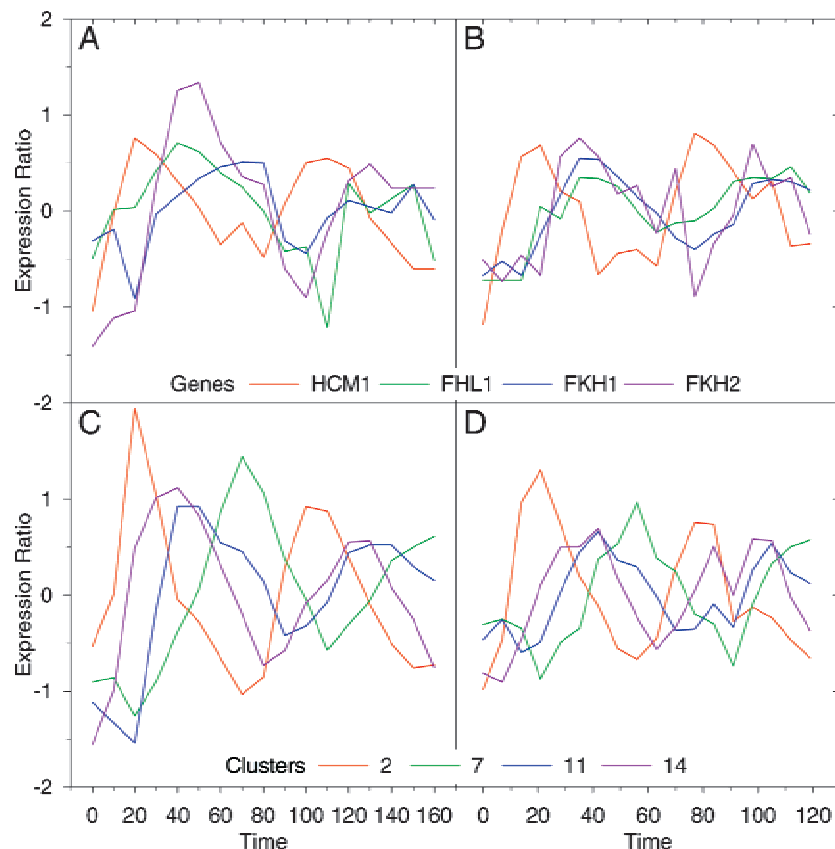 2
A
B
1
0
-1
Expression Ratio
Genes HCM1 FHL1 FKH1 FKH2
-2
C
D
1
0
-1
Expression Ratio
Clusters 2 7 11 14
-2
0 20 40 60 80 100 120 140 160 0 20 40 60 80 100 120
Time Time